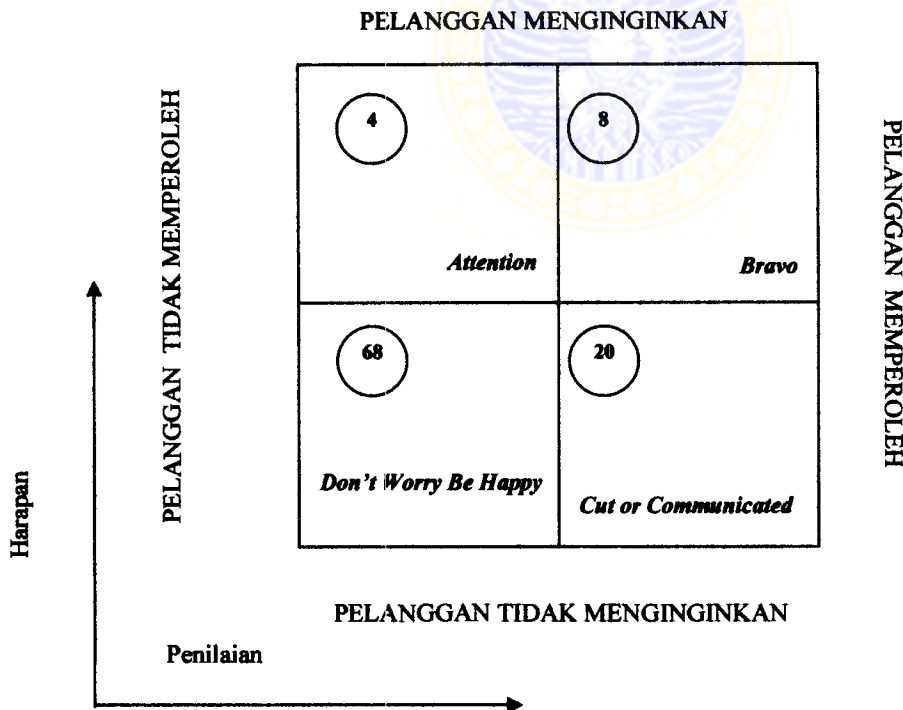 PELANGGAN MENGINGINKAN
PELANGGAN TIDAK MEMPEROLEH
4
8
PELANGGAN MEMPEROLEH
Attention
Bravo
68
20
Don't Worry Be Happy
Cut or Communicated
Harapan
PELANGGAN TIDAK MENGINGINKAN
Penilaian